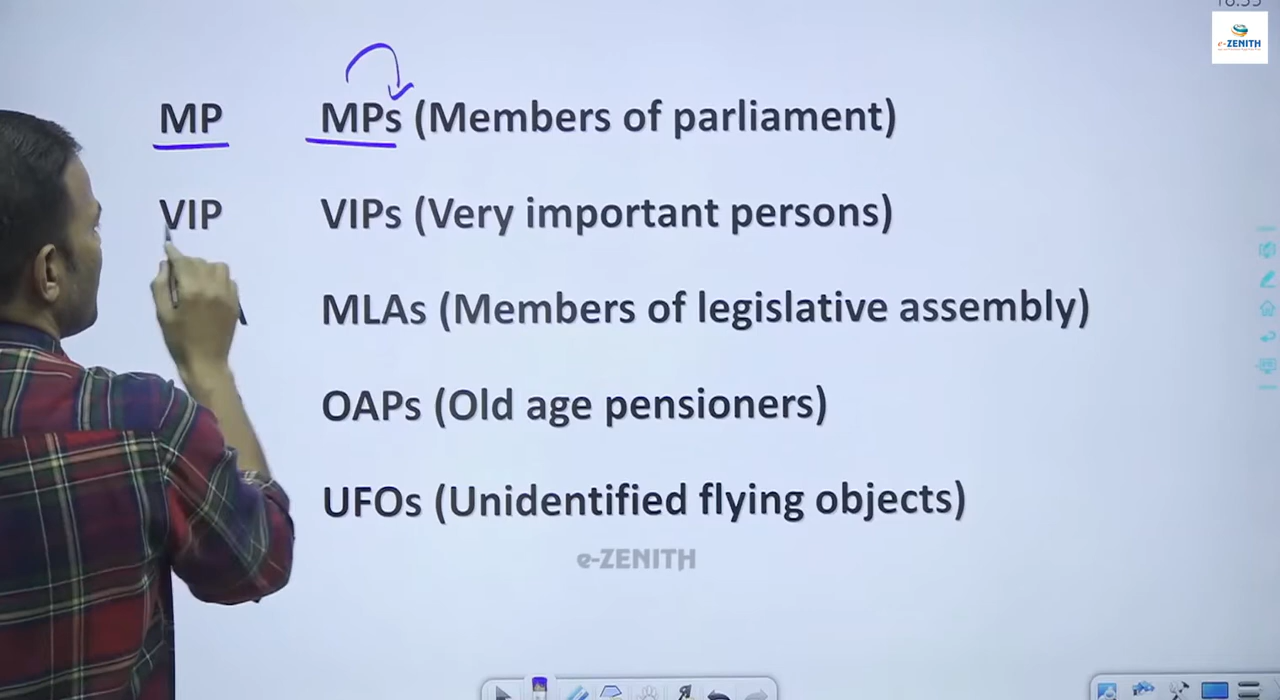 e-ZENITH
MP MPs (Members of parliament)
VIP VIPs (Very important persons)
MLAs (Members of legislative assembly)
OAPs (Old age pensioners)
UFOs (Unidentified flying objects)
e-ZENITH